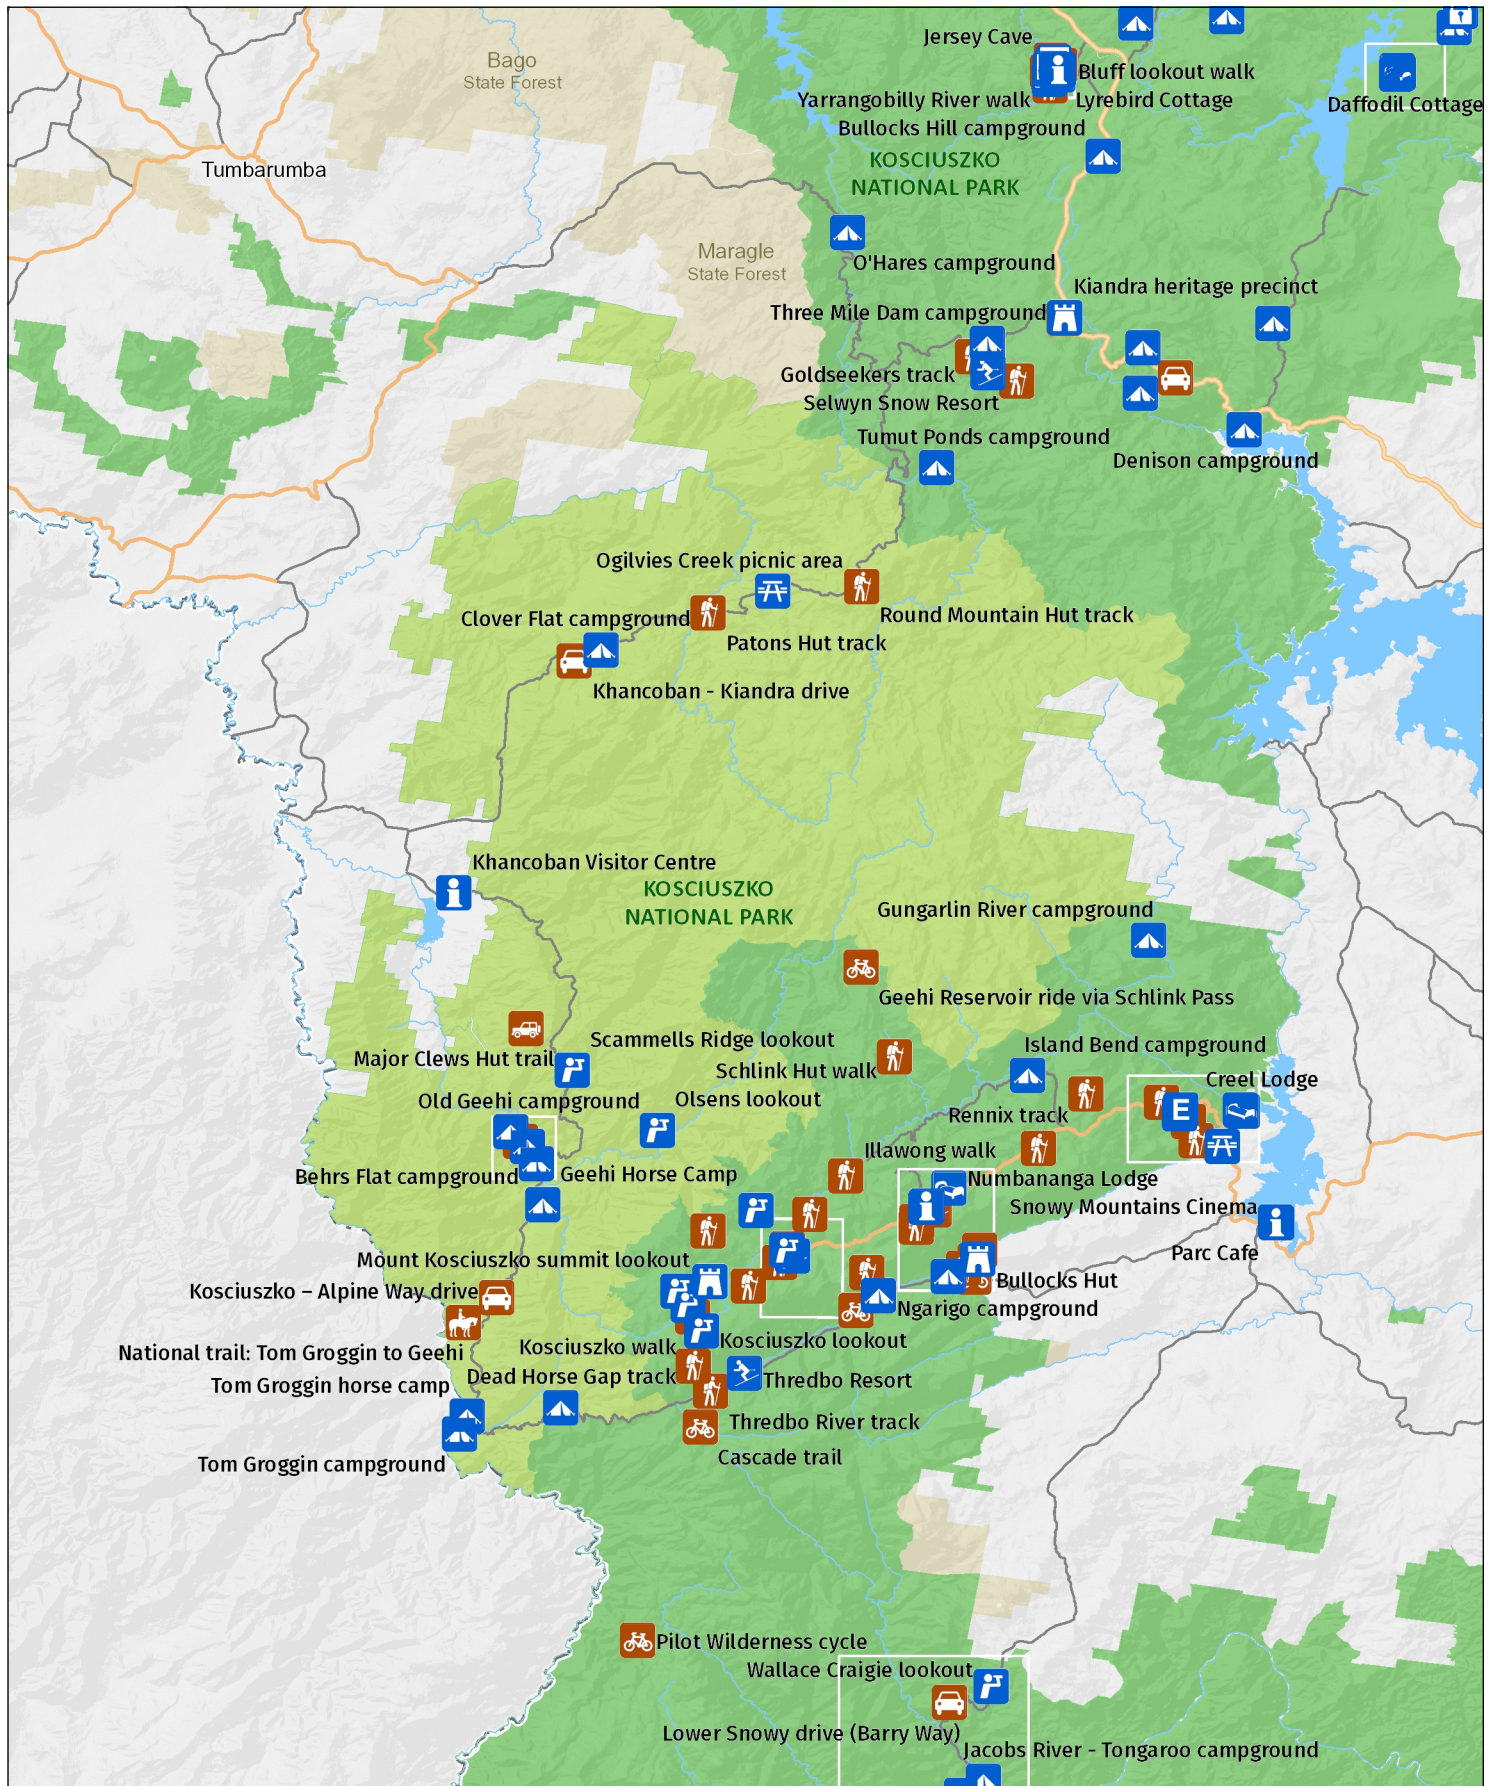 Jersey Cave
Bago
State Forest
Bluff lookout walk
Yarrangobilly River walk
Lyrebird Cottage
Daffodil Cottage
Bullocks Hill campground
KOSCIUSZKO
NATIONAL PARK
Tumbarumba
Maragle
State Forest
O'Hares campground
Kiandra heritage precinct
Three Mile Dam campground
Goldseekers track
Selwyn Snow Resort
Tumut Ponds campground
Denison campground
Ogilvies Creek picnic area
Round Mountain Hut track
Clover Flat campground
Patons Hut track
Khancoban - Kiandra drive
Khancoban Visitor Centre
KOSCIUSZKO
NATIONAL PARK
Gungarlin River campground
Geehi Reservoir ride via Schlink Pass
Scammells Ridge lookout
Island Bend campground
Major Clews Hut trail
Schlink Hut walk
Creel Lodge
Old Geehi campground
Olsens lookout
Rennix track
E
Illawong walk
Behrs Flat campground
Geehi Horse Camp
Numbananga Lodge
Snowy Mountains Cinema
Parc Cafe
Mount Kosciuszko summit lookout
Bullocks Hut
Kosciuszko – Alpine Way drive
Ngarigo campground
Kosciuszko walk
Kosciuszko lookout
National trail: Tom Groggin to Geehi
Dead Horse Gap track
Thredbo Resort
Tom Groggin horse camp
Thredbo River track
Cascade trail
Tom Groggin campground
Pilot Wilderness cycle
Wallace Craigie lookout
Lower Snowy drive (Barry Way)
Jacobs River - Tongaroo campground